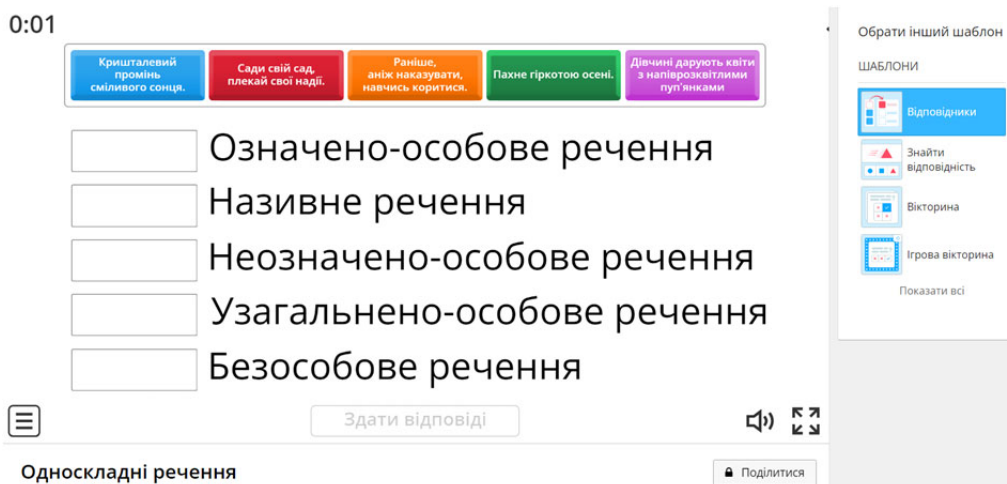 0:01
Кришталевий
промінь
сміливого сонця.
Сади свій сад,
плекай свої надії.
Раніше,
аніж наказувати,
навчись коритися.
Пахне гіркотою осені.
Дівчині дарують квіти
з напіврозквітлими
пуп'янками
Означено-особове речення
Називне речення
Неозначено-особове речення
Узагальнено-особове речення
Безособове речення
Здати відповіді
Односкладні речення
Поділитися
Обрати інший шаблон
ШАБЛОНИ
Відповідники
Знайти
відповідність
Вікторина
Ігрова вікторина
Показати всі